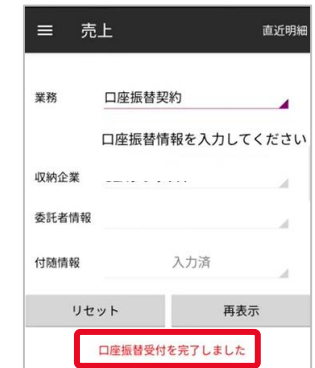 売上
直近明細
業務
口座振替契約
口座振替情報を入力してください
収納企業
委託者情報
付随情報
入力済
リセット
再表示
口座振替受付を完了しました